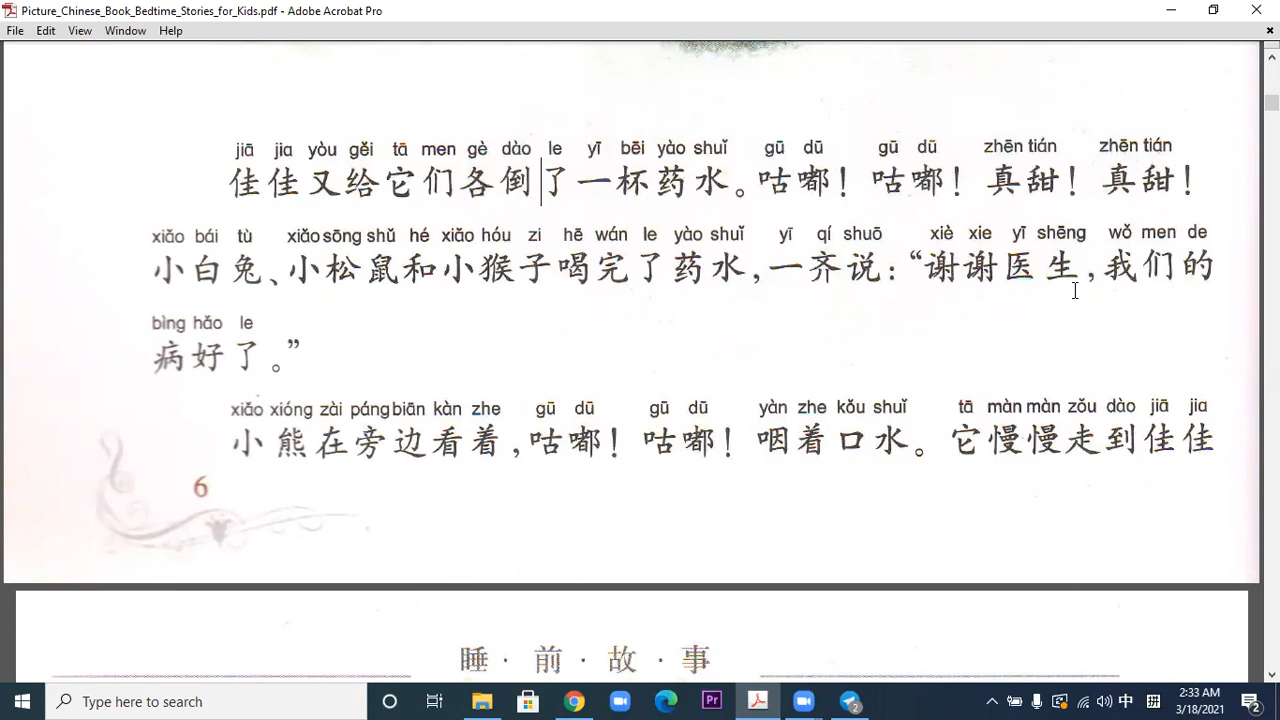 Picture_Chinese_Book_Bedtime_Stories_for_Kids.pdf - Adobe Acrobat Pro
File Edit View Window Help
jiā jia yòu gěi tā men gè dào le yī bēi yào shuǐ gū dū gū dū zhēn tián zhēn tián
佳佳又给它们各倒了一杯药水。咕嘟！咕嘟！真甜！真甜！
xiǎo bái tù xiǎo sōng shǔ hé xiǎo hóu zi hē wán le yào shuǐ yī qí shuō xiè xie yī shēng wǒ men de
小白兔、小松鼠和小猴子喝完了药水，一齐说：“谢谢医生，我们的
bìng hǎo le
病好了。”
xiǎo xióng zài páng biān kàn zhe gū dū gū dū yàn zhe kǒu shuǐ tā màn màn zǒu dào jiā jia
小熊在旁边看着，咕嘟！咕嘟！咽着口水。它慢慢走到佳佳
6
睡·前·故·事
Type here to search
Pr
2
中
拼
2:33 AM
3/18/2021
2